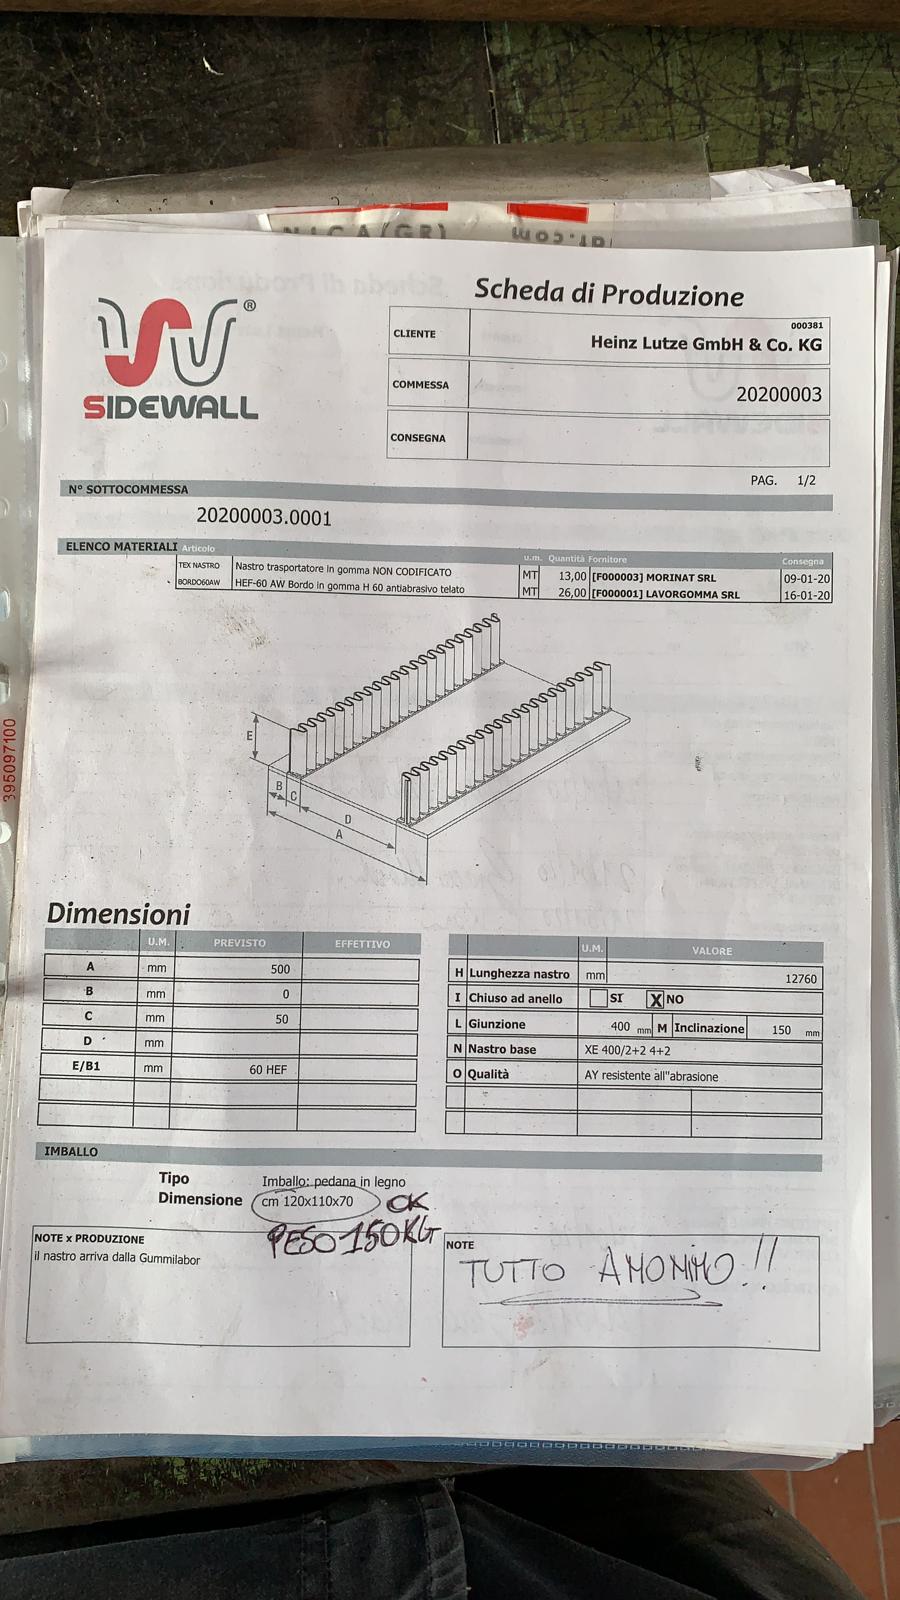 NICA(GR)
Scheda di Produzione
®
SIDEWALL
CLIENTE
000381
Heinz Lutze GmbH & Co. KG
COMMESSA
20200003
CONSEGNA
PAG. 1/2
N° SOTTOCOMMESSA
20200003.0001
ELENCO MATERIALI Articolo u.m. Quantità Fornitore Consegna
TEX NASTRO Nastro trasportatore in gomma NON CODIFICATO MT 13,00 [F000003] MORINAT SRL 09-01-20
BORDO60AW HEF-60 AW Bordo in gomma H 60 antiabrasivo telato MT 26,00 [F000001] LAVORGOMMA SRL 16-01-20
E
B
C
D
A
395097100
Dimensioni
U.M. PREVISTO EFFETTIVO
A mm 500
B mm 0
C mm 50
D mm
E/B1 mm 60 HEF
U.M. VALORE
H Lunghezza nastro mm 12760
I Chiuso ad anello SI X NO
L Giunzione 400 mm M Inclinazione 150 mm
N Nastro base XE 400/2+2 4+2
O Qualità AY resistente all"abrasione
IMBALLO
Tipo Imballo: pedana in legno
Dimensione cm 120x110x70 OK
PESO 150KG
NOTE x PRODUZIONE
il nastro arriva dalla Gummilabor
NOTE
TUTTO ANONIMO!!